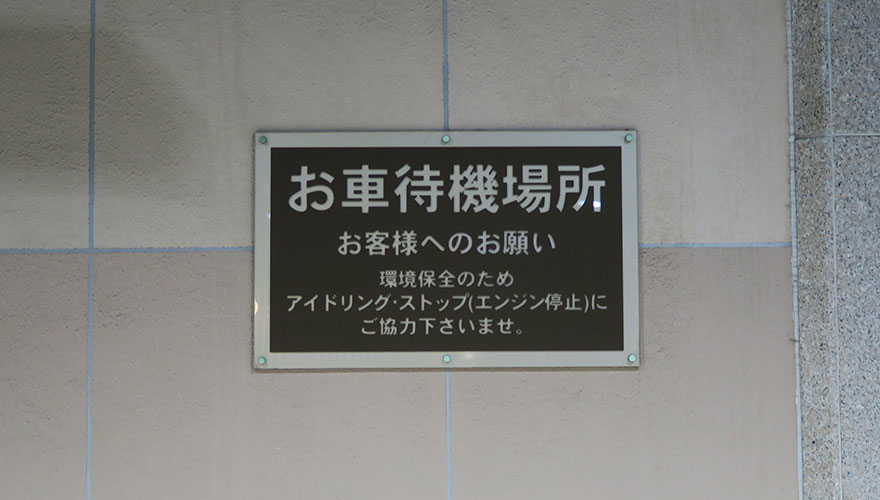 お車待機場所
お客様へのお願い
環境保全のため
アイドリング・ストップ(エンジン停止)に
ご協力下さいませ。